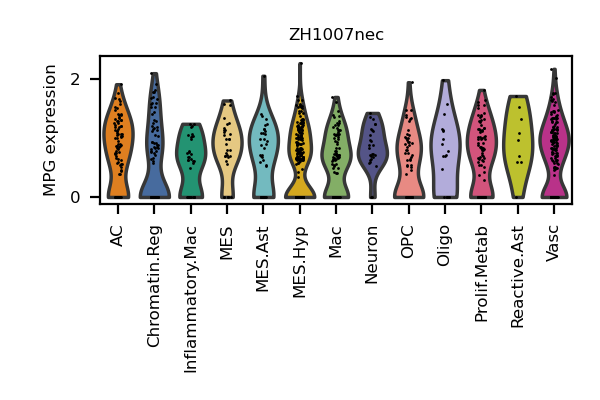 ZH1007nec
MPG expression
2
0
AC
Chromatin.Reg
Inflammatory.Mac
MES
MES.Ast
MES.Hyp
Mac
Neuron
OPC
Oligo
Prolif.Metab
Reactive.Ast
Vasc